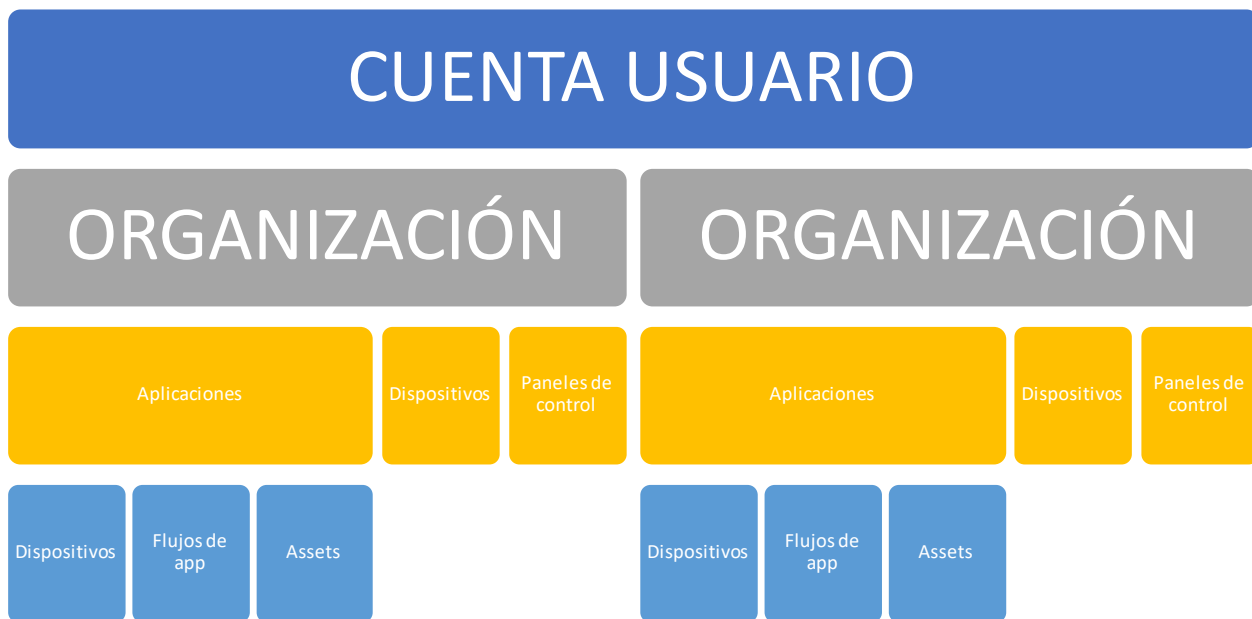 CUENTA USUARIO
ORGANIZACIÓN
ORGANIZACIÓN
Aplicaciones
Dispositivos
Paneles de
control
Aplicaciones
Dispositivos
Paneles de
control
Dispositivos
Flujos de
app
Assets
Dispositivos
Flujos de
app
Assets